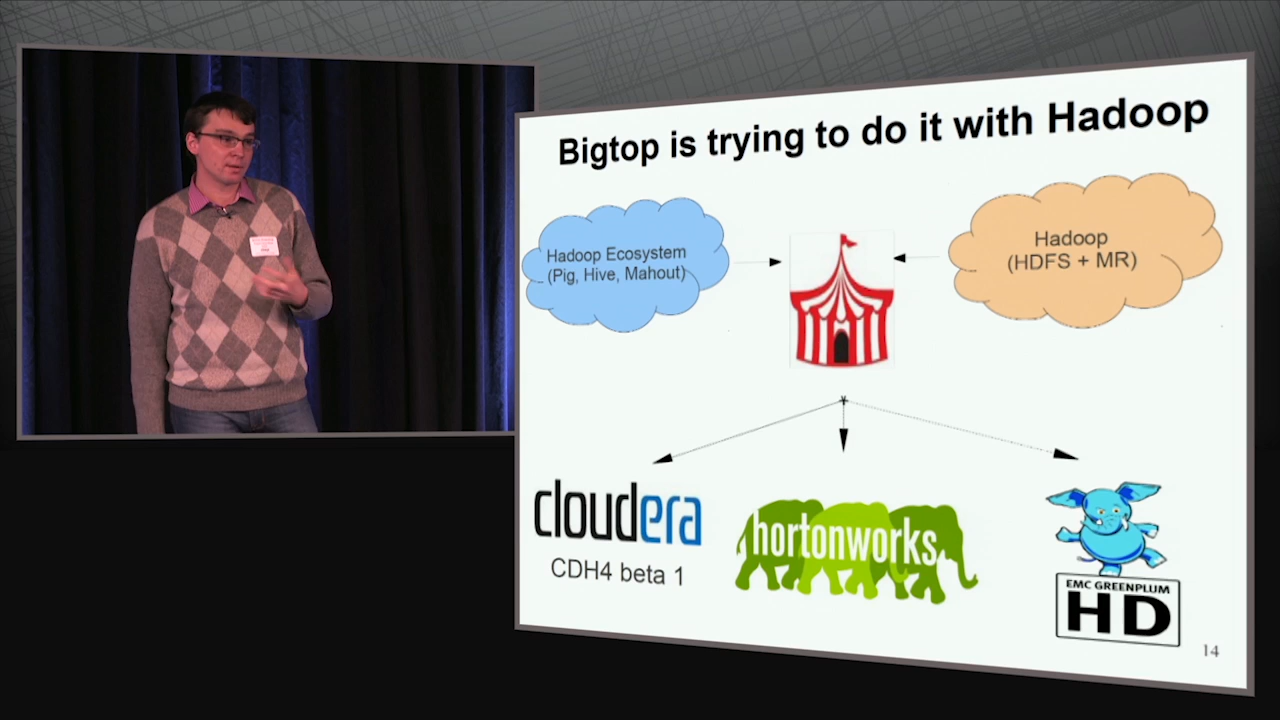 Bigtop is trying to do it with Hadoop
Hadoop Ecosystem
(Pig, Hive, Mahout)
Hadoop
(HDFS + MR)
cloudera
CDH4 beta 1
hortonworks
EMC GREENPLUM
HD
14